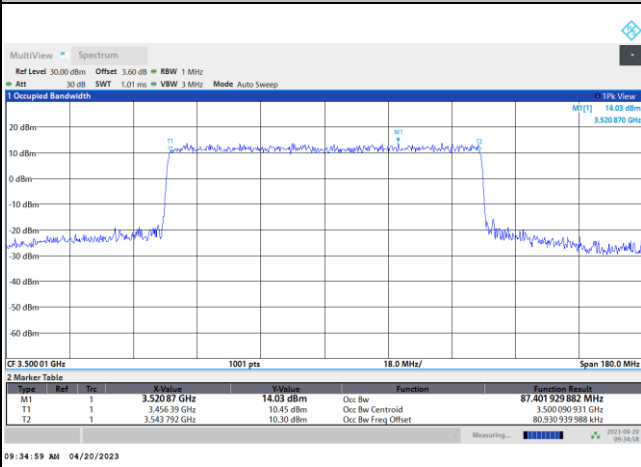 MultiView Spectrum
Ref Level 30.00 dBm Offset 3.60 dB RBW 1 MHz
Att 30 dB SWT 1.01 ms VBW 3 MHz Mode Auto Sweep
1 Occupied Bandwidth 1Pk View
M1[1] 14.03 dBm
3.520 870 GHz
20 dBm
T1 M1 T2
10 dBm
0 dBm
-10 dBm
-20 dBm
-30 dBm
-40 dBm
-50 dBm
-60 dBm
CF 3.500 01 GHz 1001 pts 18.0 MHz/ Span 180.0 MHz
2 Marker Table
Type Ref Trc X-Value Y-Value Function Function Result
M1 1 3.520 87 GHz 14.03 dBm Occ Bw 87.401 929 882 MHz
T1 1 3.456 39 GHz 10.45 dBm Occ Bw Centroid 3.500 090 931 GHz
T2 1 3.543 792 GHz 10.30 dBm Occ Bw Freq Offset 80.930 939 988 kHz
Measuring... 2023-04-20
09:34:58
09:34:59 AM 04/20/2023